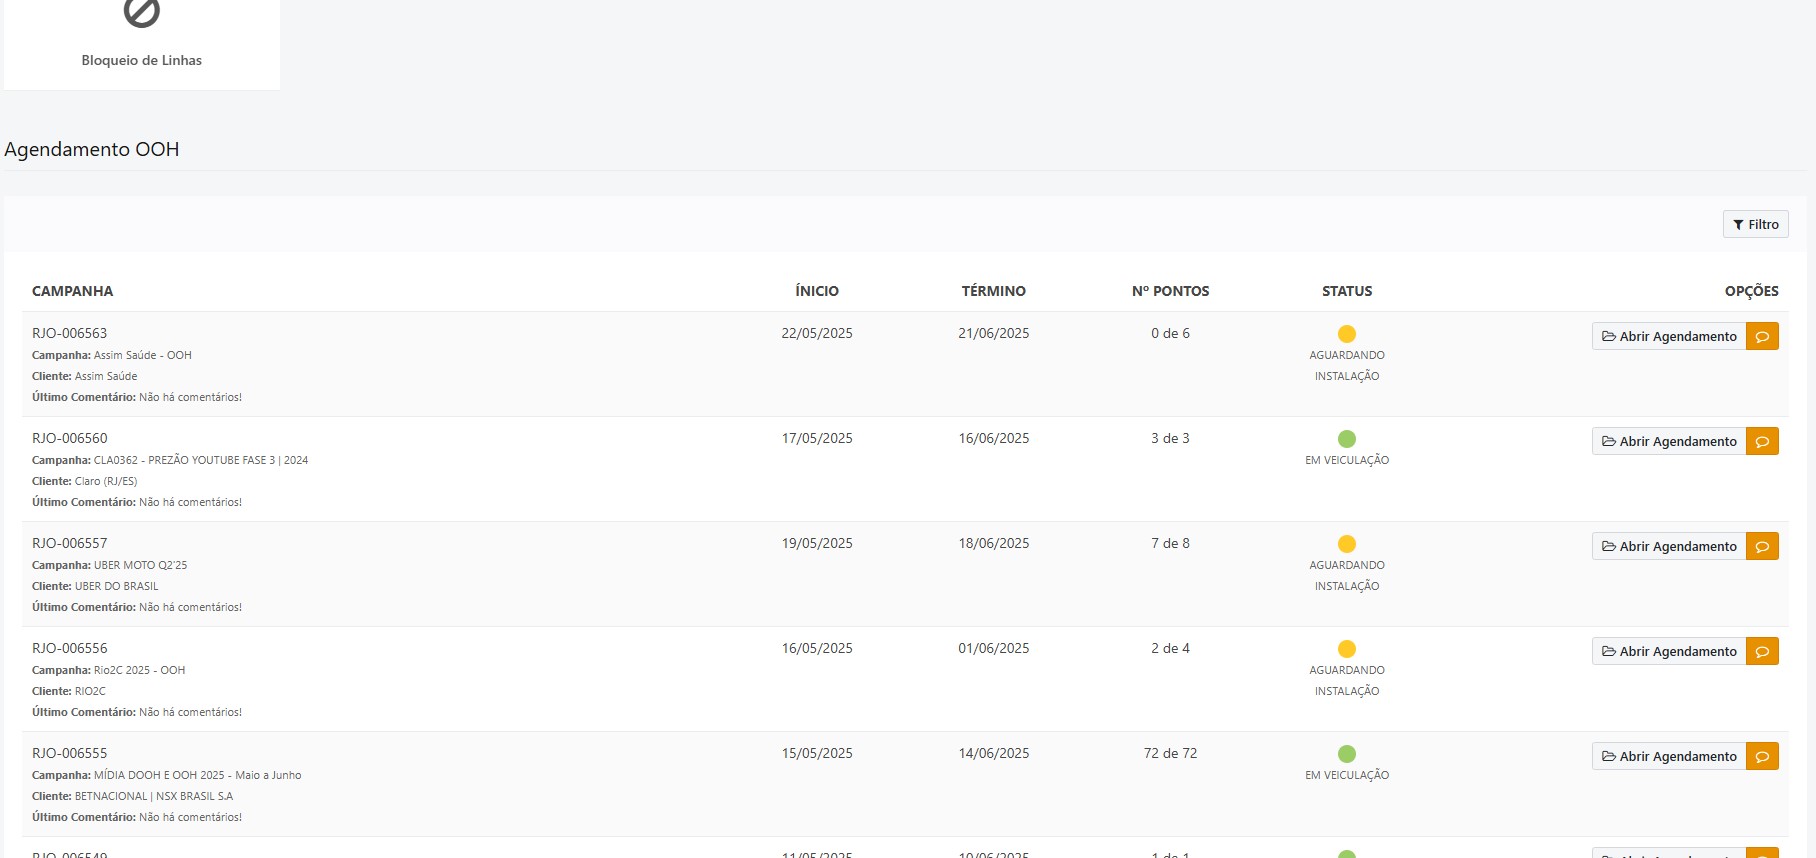 Bloqueio de Linhas
Agendamento OOH
Filtro
CAMPANHA ÍNICIO TÉRMINO Nº PONTOS STATUS OPÇÕES
RJO-006563 22/05/2025 21/06/2025 0 de 6 Abrir Agendamento
Campanha: Assim Saúde - OOH AGUARDANDO
Cliente: Assim Saúde INSTALAÇÃO
Último Comentário: Não há comentários!
RJO-006560 17/05/2025 16/06/2025 3 de 3 Abrir Agendamento
Campanha: CLA0362 - PREZÃO YOUTUBE FASE 3 | 2024 EM VEICULAÇÃO
Cliente: Claro (RJ/ES)
Último Comentário: Não há comentários!
RJO-006557 19/05/2025 18/06/2025 7 de 8 Abrir Agendamento
Campanha: UBER MOTO Q2'25 AGUARDANDO
Cliente: UBER DO BRASIL INSTALAÇÃO
Último Comentário: Não há comentários!
RJO-006556 16/05/2025 01/06/2025 2 de 4 Abrir Agendamento
Campanha: Rio2C 2025 - OOH AGUARDANDO
Cliente: RIO2C INSTALAÇÃO
Último Comentário: Não há comentários!
RJO-006555 15/05/2025 14/06/2025 72 de 72 Abrir Agendamento
Campanha: MÍDIA DOOH E OOH 2025 - Maio a Junho EM VEICULAÇÃO
Cliente: BETNACIONAL | NSX BRASIL S.A
Último Comentário: Não há comentários!
RJO-006549 11/05/2025 10/06/2025 1 de 1